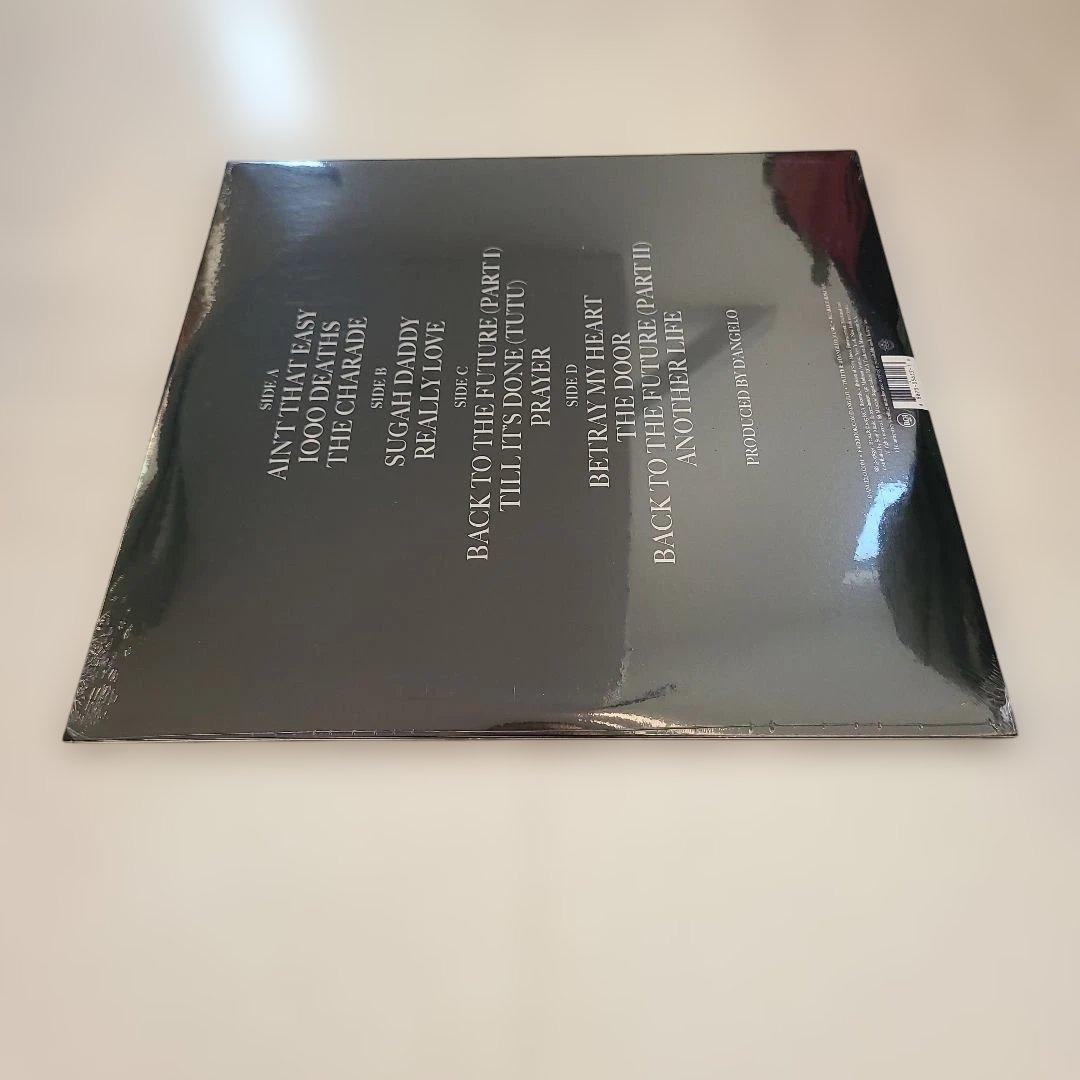 SIDE A
AIN'T THAT EASY
1000 DEATHS
THE CHARADE
SIDE B
SUGAH DADDY
REALLY LOVE
SIDE C
BACK TO THE FUTURE (PART I)
TILL IT'S DONE (TUTU)
PRAYER
SIDE D
BETRAY MY HEART
THE DOOR
BACK TO THE FUTURE (PART II)
ANOTHER LIFE
PRODUCED BY D'ANGELO